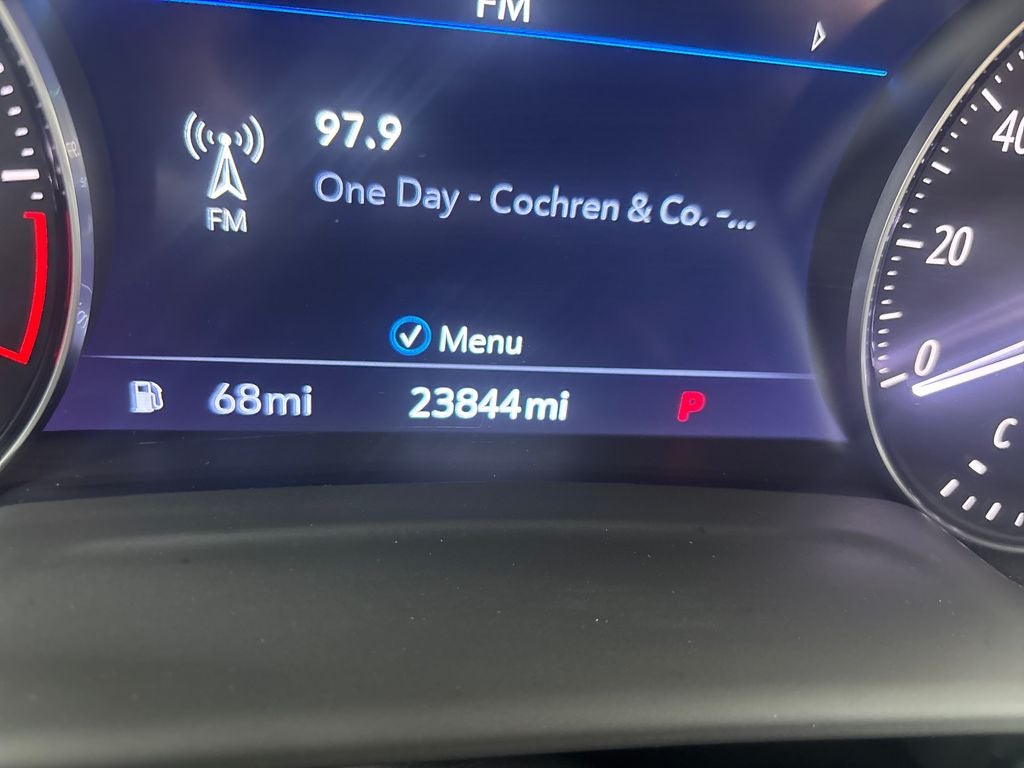 FM
97.9
One Day - Cochren & Co. -...
FM
Menu
68mi 23844mi P
40
20
0
C